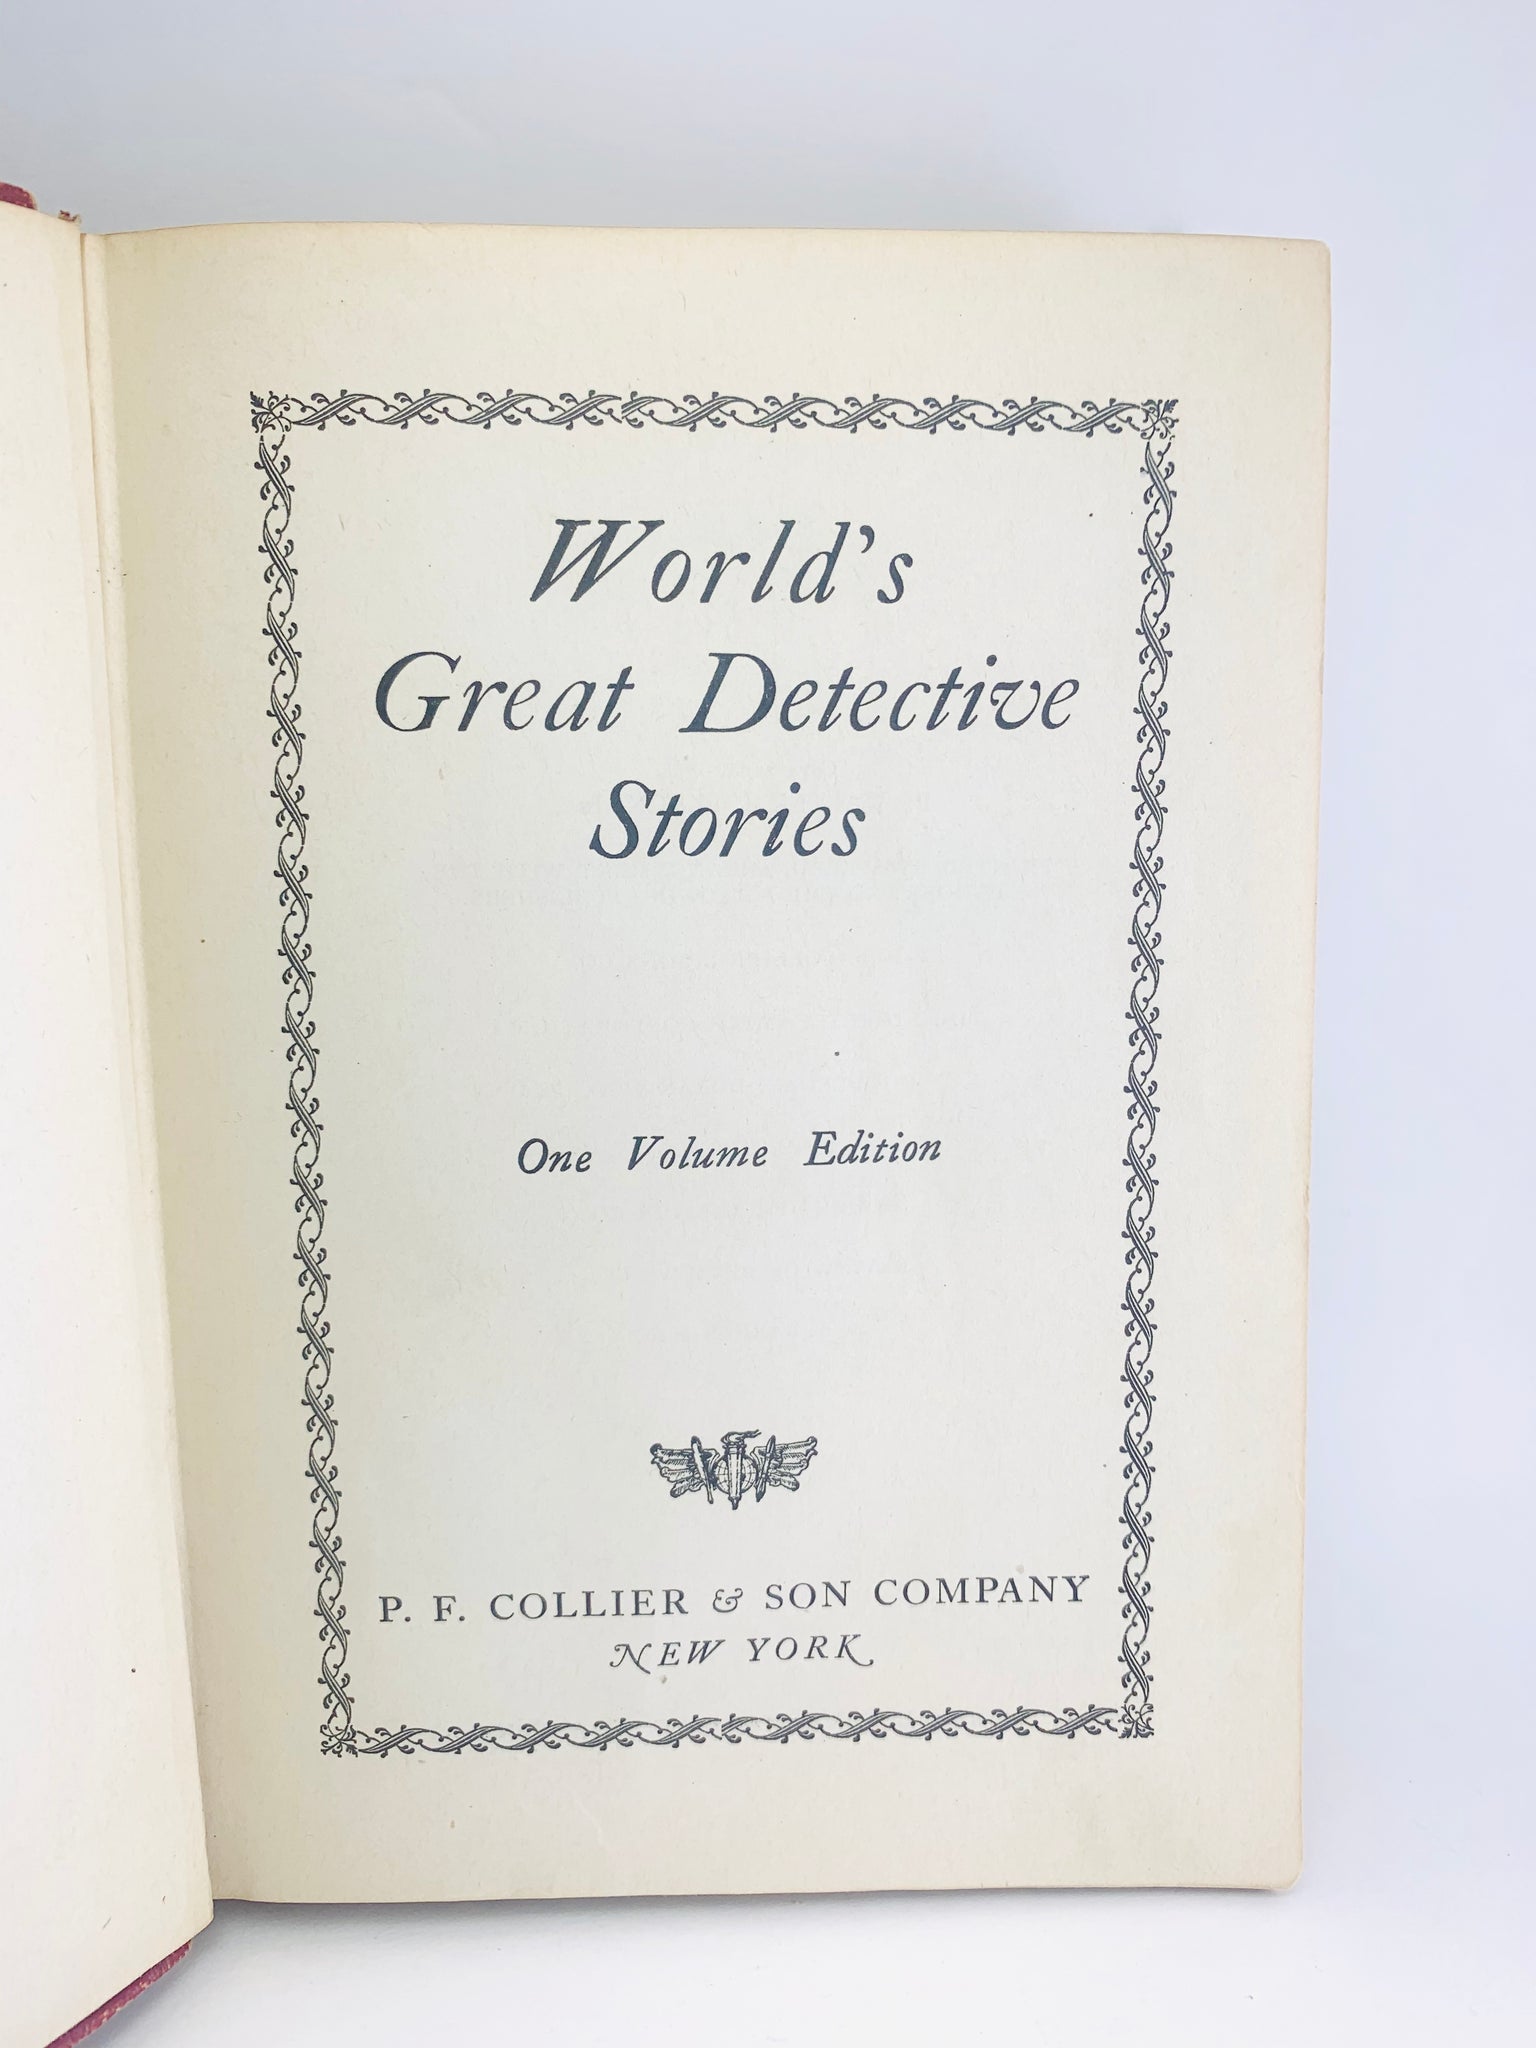 World's
Great Detective
Stories
One Volume Edition
P. F. COLLIER & SON COMPANY
NEW YORK